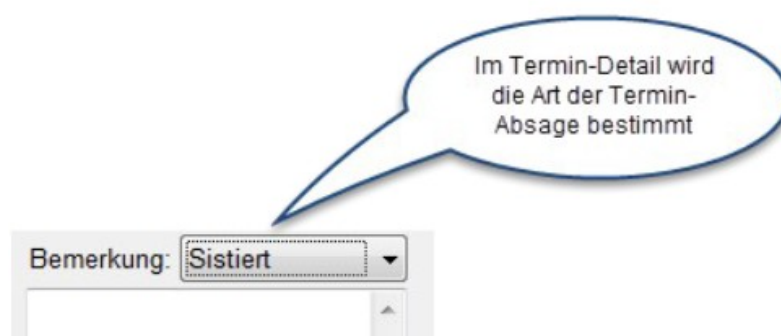 Im Termin-Detail wird
die Art der Termin-
Absage bestimmt
Bemerkung: Sistiert